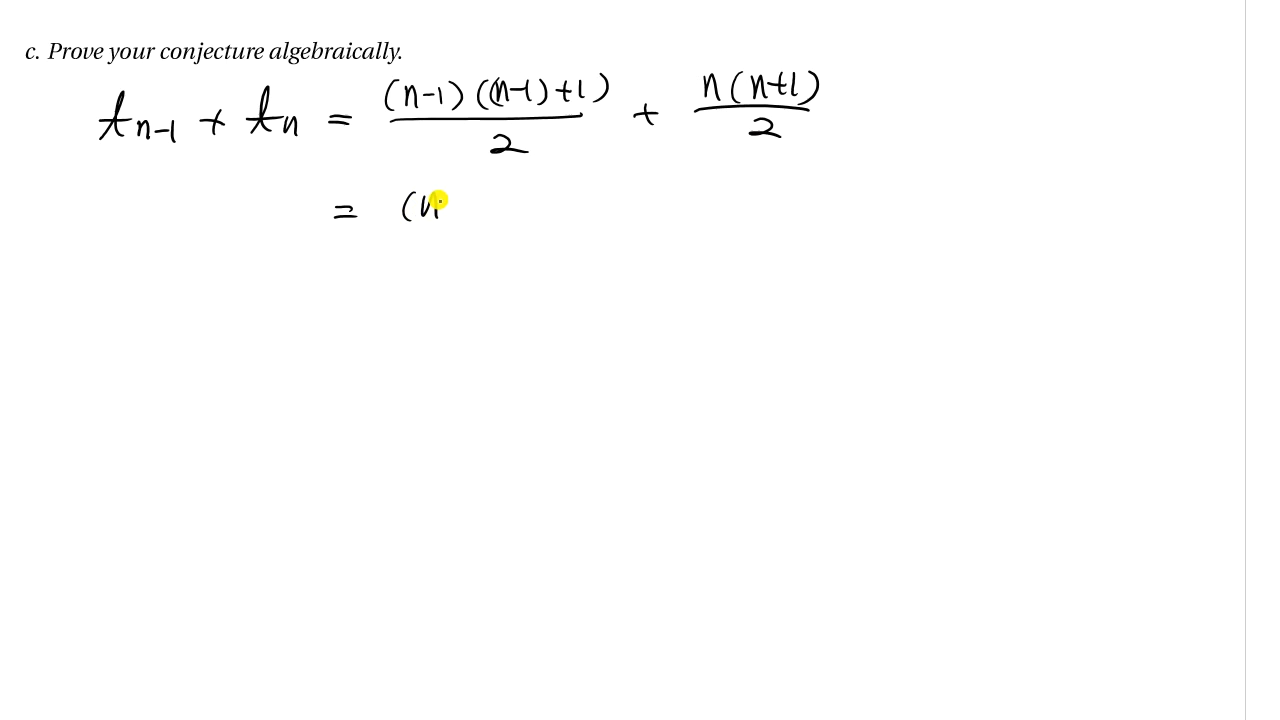 c. Prove your conjecture algebraically.
tn-1 + tn = (n-1)((n-1)+1)/2 + n(n+1)/2
= (n